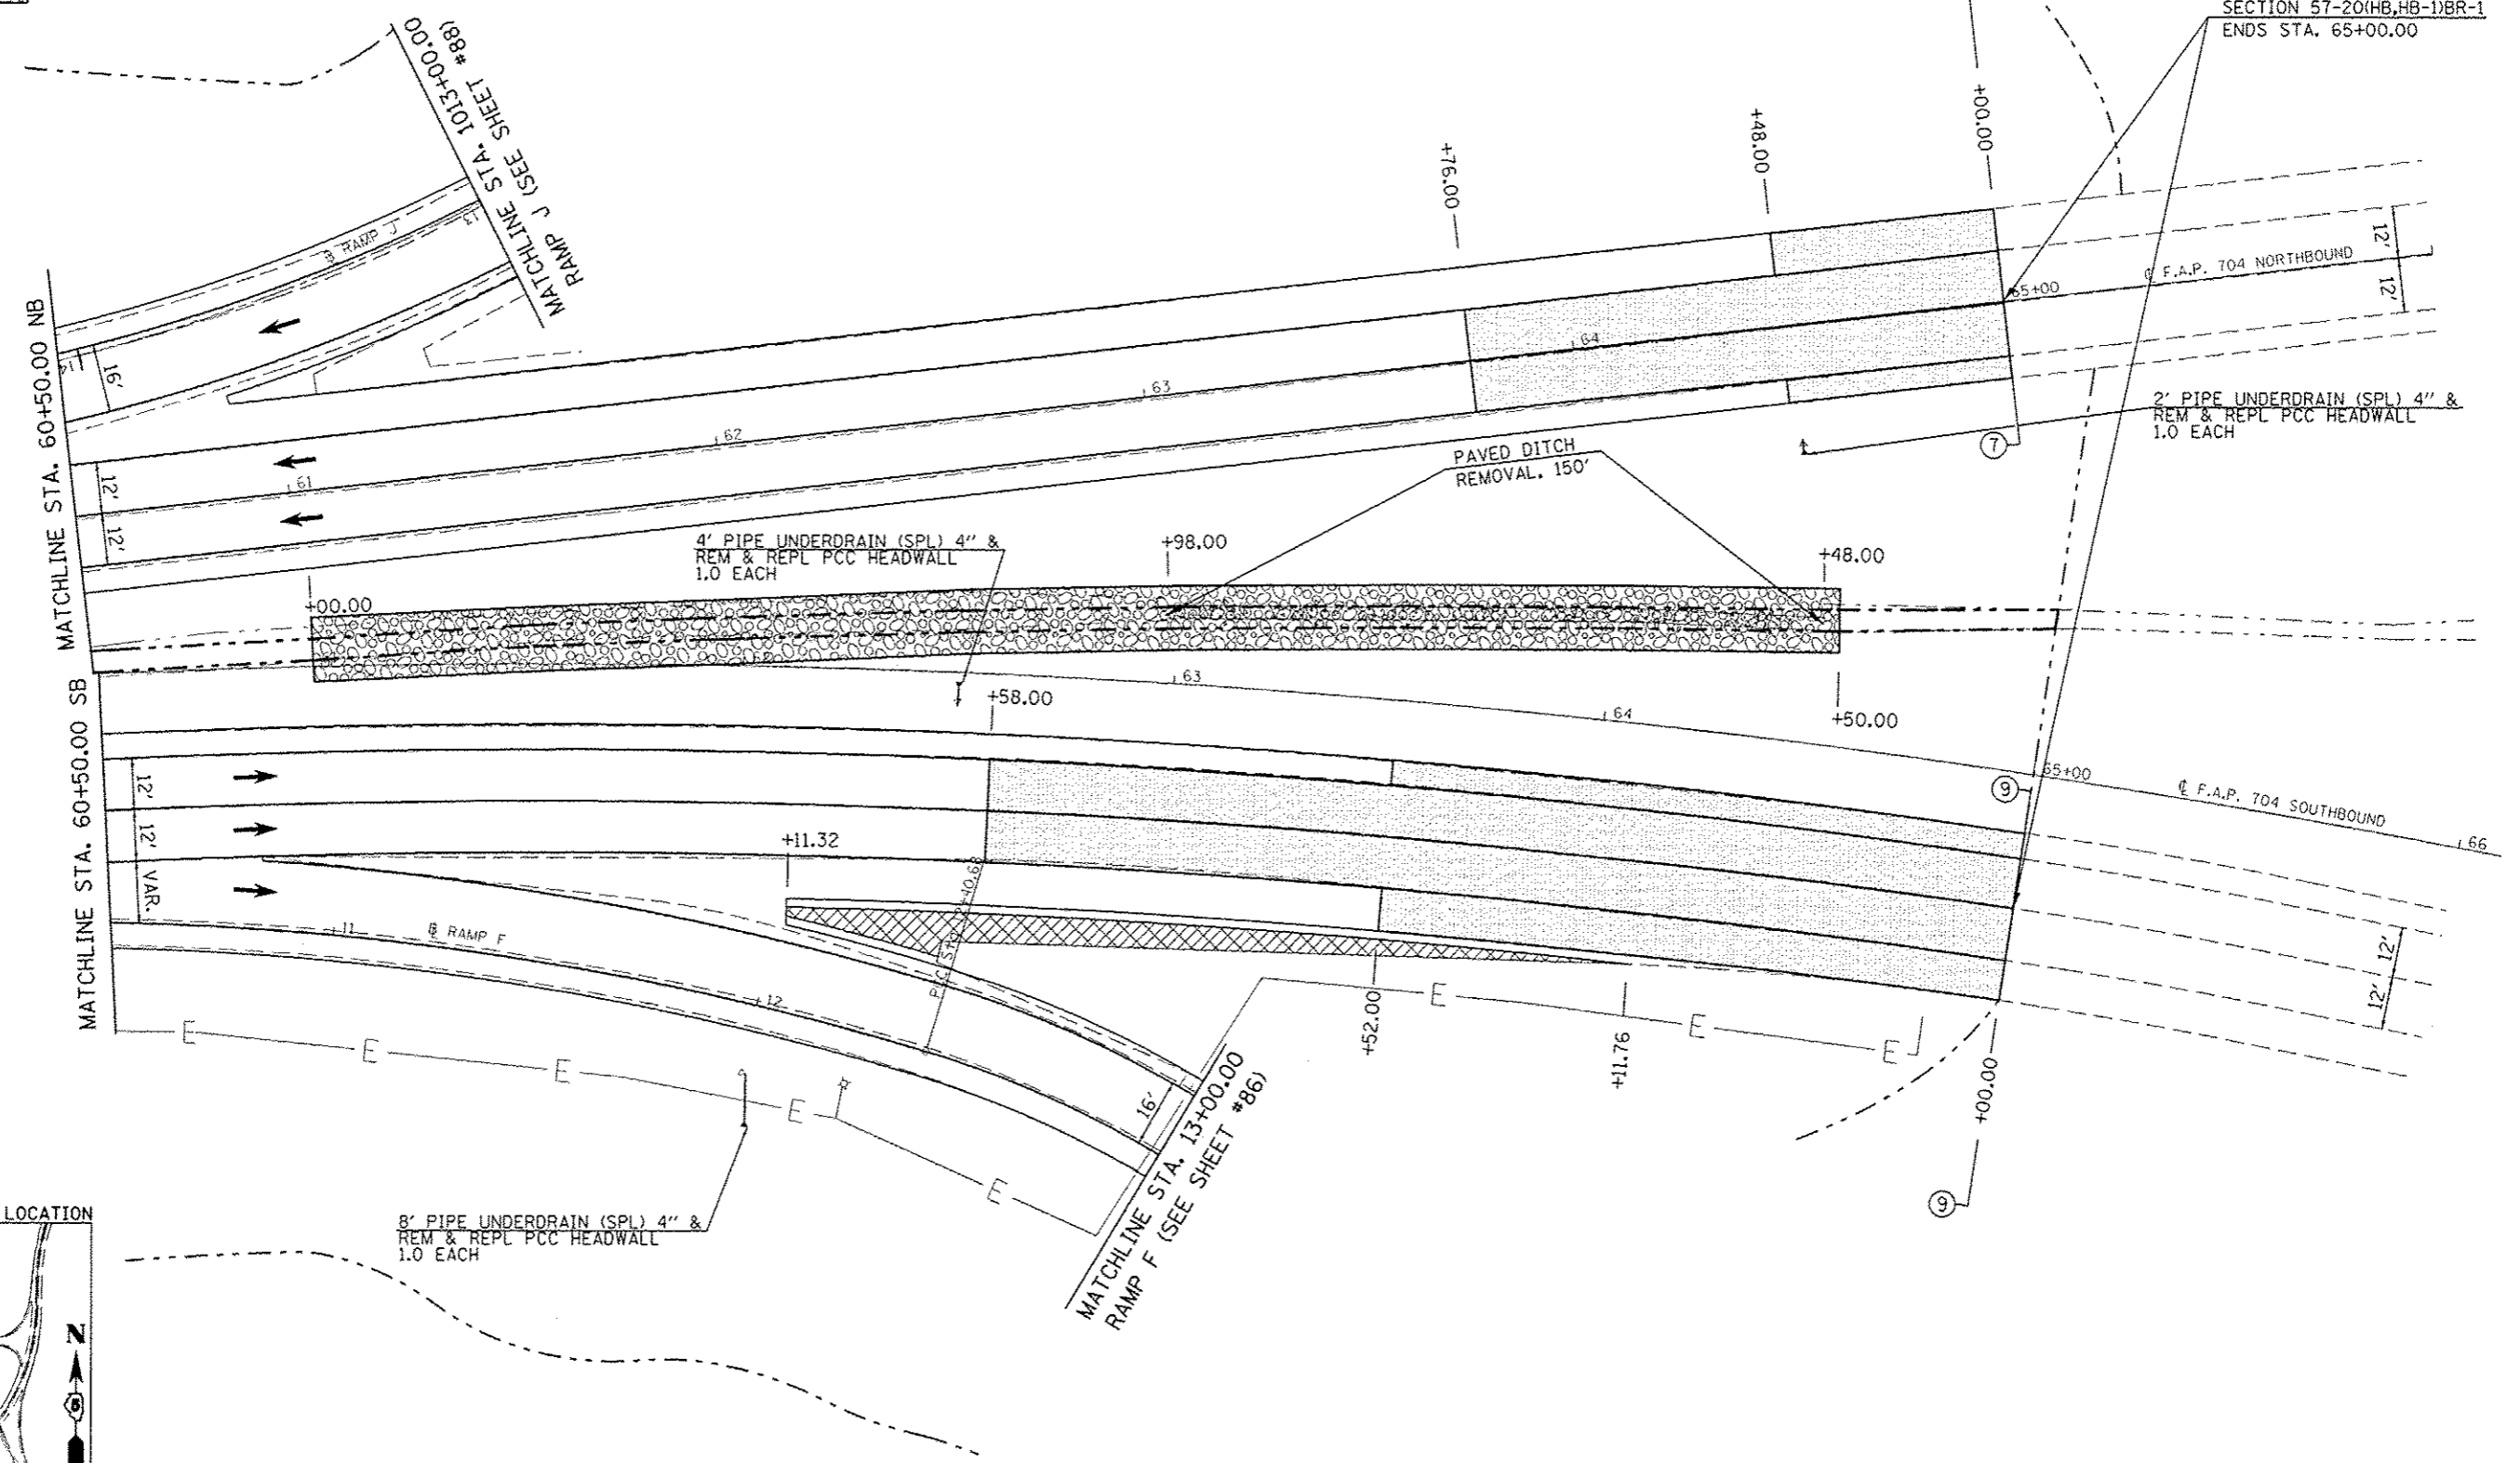 SECTION 57-20(HB,HB-1)BR-1
ENDS STA. 65+00.00
MATCHLINE STA. 1013+00.00
RAMP J (SEE SHEET #88)
+00.00
+48.00
+76.00
13
℄ RAMP J
14
16'
12'
12'
℄ F.A.P. 704 NORTHBOUND
65+00
64
63
62
61
MATCHLINE STA. 60+50.00 NB
12'
12'
2' PIPE UNDERDRAIN (SPL) 4" &
REM & REPL PCC HEADWALL
1.0 EACH
7
PAVED DITCH
REMOVAL, 150'
4' PIPE UNDERDRAIN (SPL) 4" &
REM & REPL PCC HEADWALL
1.0 EACH
+98.00
+48.00
+00.00
63
64
+58.00
+50.00
65+00
9
℄ F.A.P. 704 SOUTHBOUND
66
MATCHLINE STA. 60+50.00 SB
12'
12'
VAR.
+11.32
11
℄ RAMP F
12
12'
12'
E
E
E
E
E
E
E
E
+52.00
+11.76
+00.00
9
16'
MATCHLINE STA. 13+00.00
RAMP F (SEE SHEET #86)
8' PIPE UNDERDRAIN (SPL) 4" &
REM & REPL PCC HEADWALL
1.0 EACH
LOCATION
N